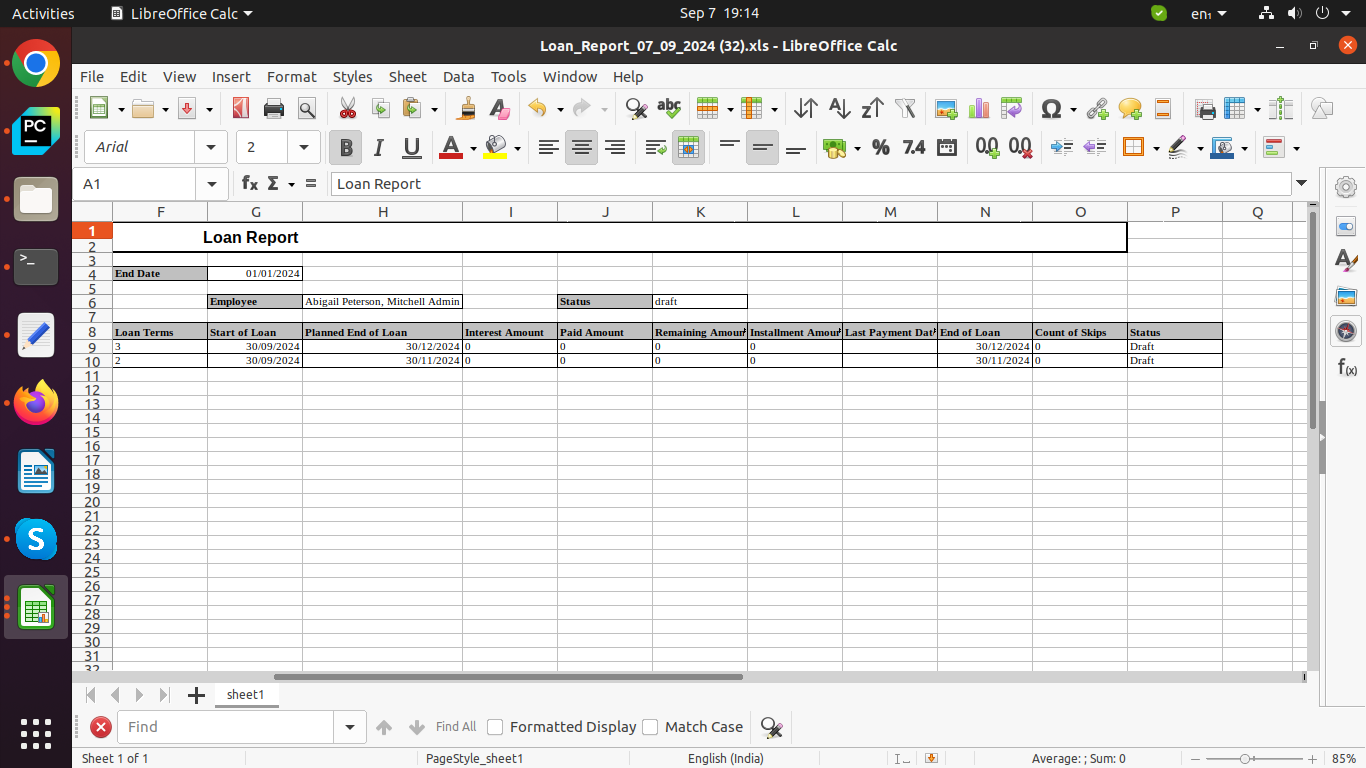 Activities LibreOffice Calc Sep 7 19:14 en₁
Loan_Report_07_09_2024 (32).xls - LibreOffice Calc
File Edit View Insert Format Styles Sheet Data Tools Window Help
Arial 2
A1 Loan Report
F G H I J K L M N O P Q
1 Loan Report
2
3
4 End Date 01/01/2024
5
6 Employee Abigail Peterson, Mitchell Admin Status draft
7
8 Loan Terms Start of Loan Planned End of Loan Interest Amount Paid Amount Remaining Amoun Installment Amoun Last Payment Dat End of Loan Count of Skips Status
9 3 30/09/2024 30/12/2024 0 0 0 0 30/12/2024 0 Draft
10 2 30/09/2024 30/11/2024 0 0 0 0 30/11/2024 0 Draft
11
12
13
14
15
16
17
18
19
20
21
22
23
24
25
26
27
28
29
30
31
32
sheet1
Find Find All Formatted Display Match Case
Sheet 1 of 1 PageStyle_sheet1 English (India) Average: ; Sum: 0 85%